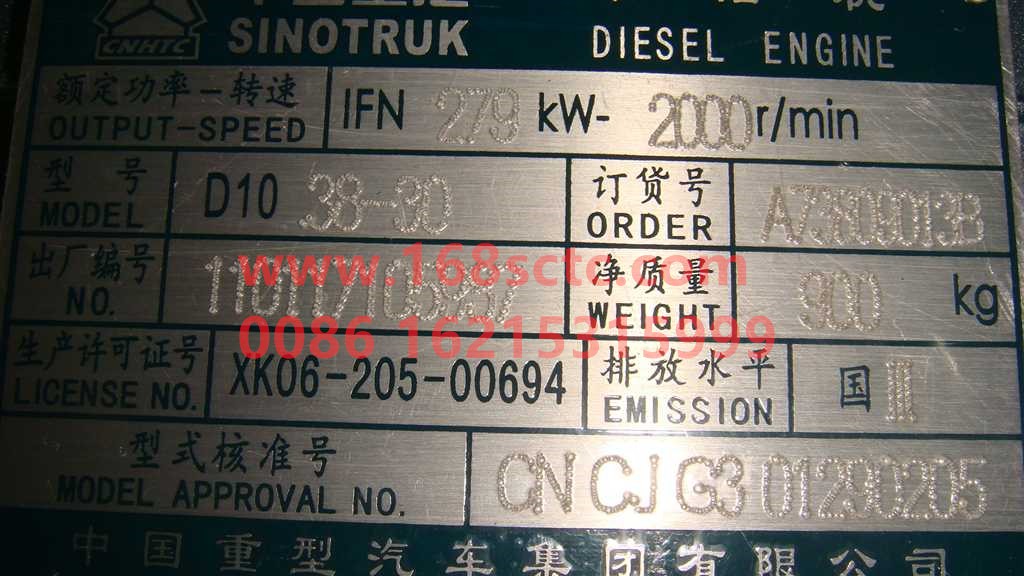 CNHTC
SINOTRUK
DIESEL ENGINE
额定功率-转速
OUTPUT-SPEED
IFN 279 kW- 2000 r/min
型号
MODEL
D10 38-30
订货号
ORDER
出厂编号
NO.
净质量
WEIGHT
900 kg
www.168sctc.com
0086 16215315999
生产许可证号
LICENSE NO.
XK06-205-00694
排放水平
EMISSION
国 III
型式核准号
MODEL APPROVAL NO.
CN CJ G3 01290205
中国重型汽车集团有限公司